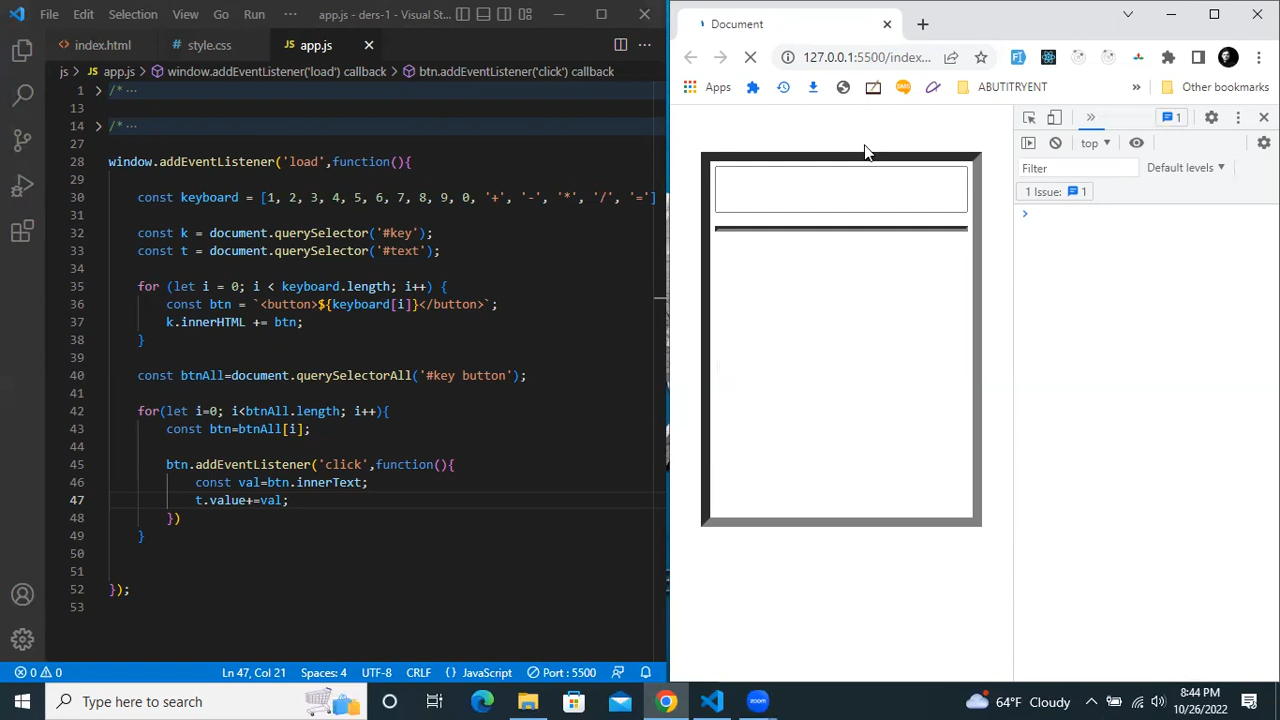 File Edit Selection View Go Run ··· app.js - ders-1 - Visual St...
index.html style.css app.js
js > app.js > window.addEventListener('load') callback > btn.addEventListener('click') callback
1 /* ···
13
14 /* ···
27
28 window.addEventListener('load',function(){
29
30 const keyboard = [1, 2, 3, 4, 5, 6, 7, 8, 9, 0, '+', '-', '*', '/', '=']
31
32 const k = document.querySelector('#key');
33 const t = document.querySelector('#text');
34
35 for (let i = 0; i < keyboard.length; i++) {
36 const btn = `<button>${keyboard[i]}</button>`;
37 k.innerHTML += btn;
38 }
39
40 const btnAll=document.querySelectorAll('#key button');
41
42 for(let i=0; i<btnAll.length; i++){
43 const btn=btnAll[i];
44
45 btn.addEventListener('click',function(){
46 const val=btn.innerText;
47 t.value+=val;
48 })
49 }
50
51
52 });
53
0 0 Ln 47, Col 21 Spaces: 4 UTF-8 CRLF {} JavaScript Port : 5500
Document
127.0.0.1:5500/index...
Apps SMS ABUTITRYENT » Other bookmarks
» 1
top
Filter Default levels
1 Issue: 1
>
Type here to search
64°F Cloudy
8:44 PM
10/26/2022
zoom